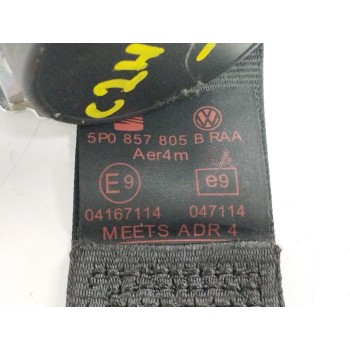 5P0 857 805 B RAA
Aer4m
E9 e9
04167114 047114
MEETS ADR 4